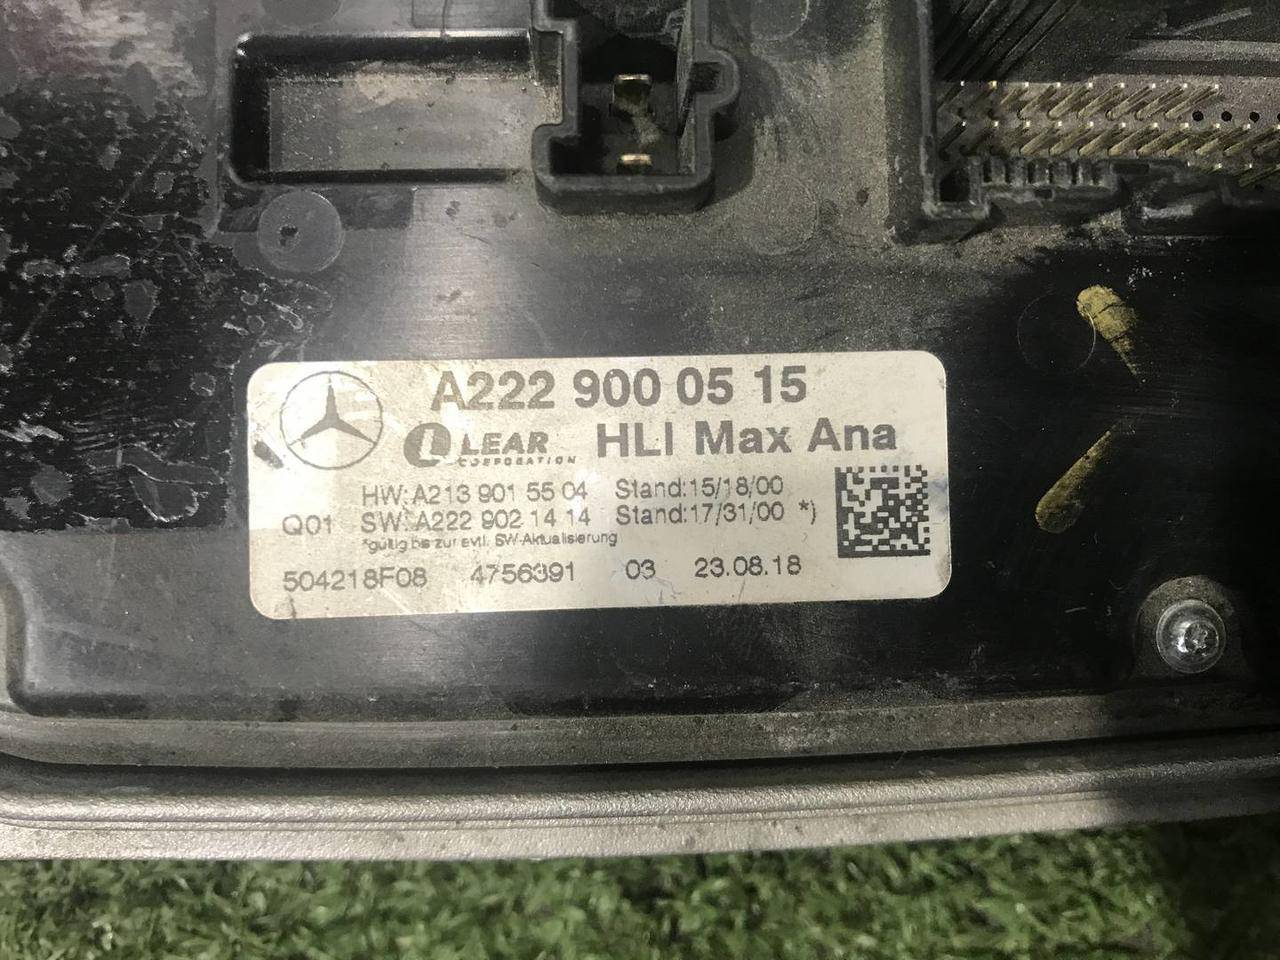 A222 900 05 15
LEAR CORPORATION HLI Max Ana
HW:A213 901 55 04 Stand:15/18/00
Q01 SW:A222 902 14 14 Stand:17/31/00 *)
*gültig bis zur evtl. SW-Aktualisierung
504218F08 4756391 03 23.08.18